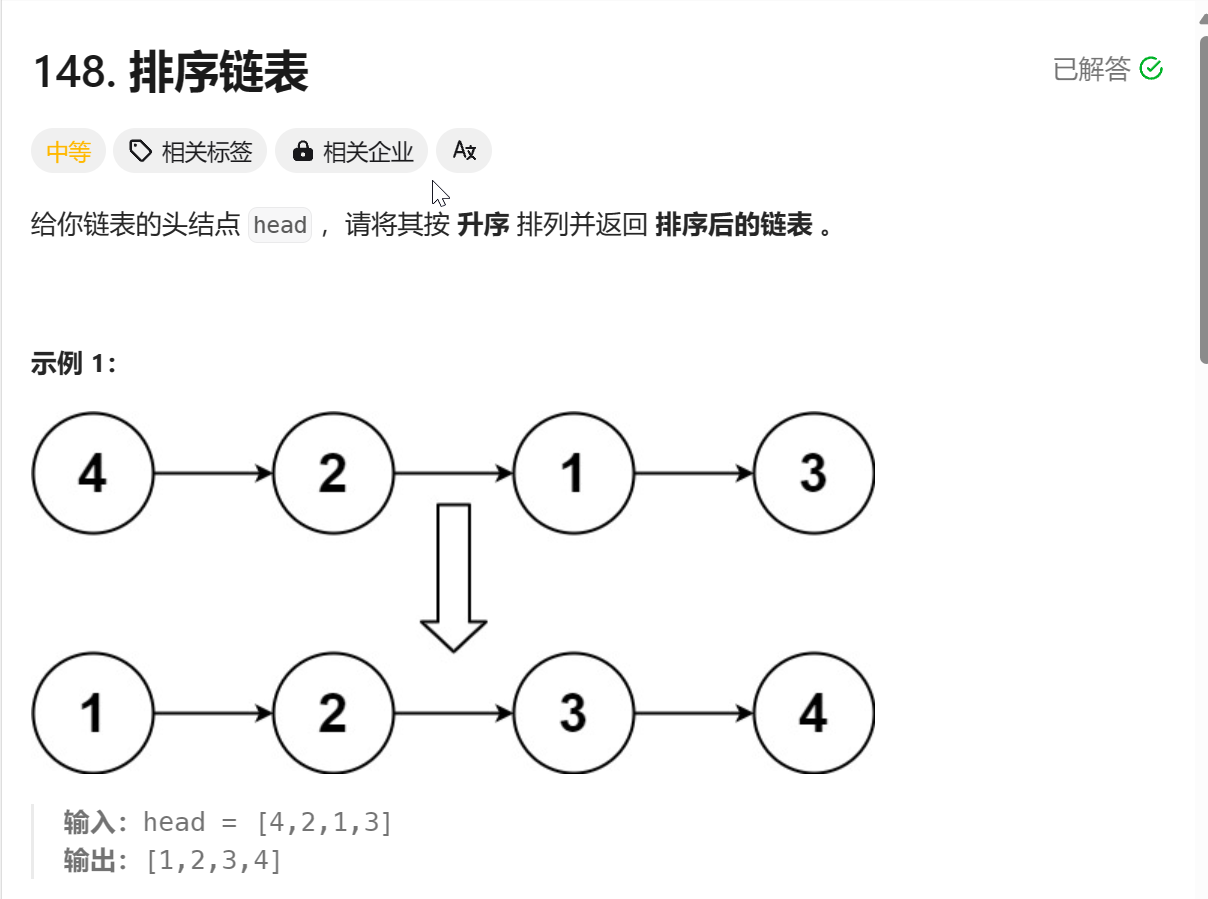 148. 排序链表
已解答
中等 相关标签 相关企业
给你链表的头结点 head ，请将其按 升序 排列并返回 排序后的链表 。
示例 1：
4 2 1 3
1 2 3 4
输入：head = [4,2,1,3]
输出：[1,2,3,4]